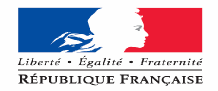 Liberté • Égalité • Fraternité
RÉPUBLIQUE FRANÇAISE